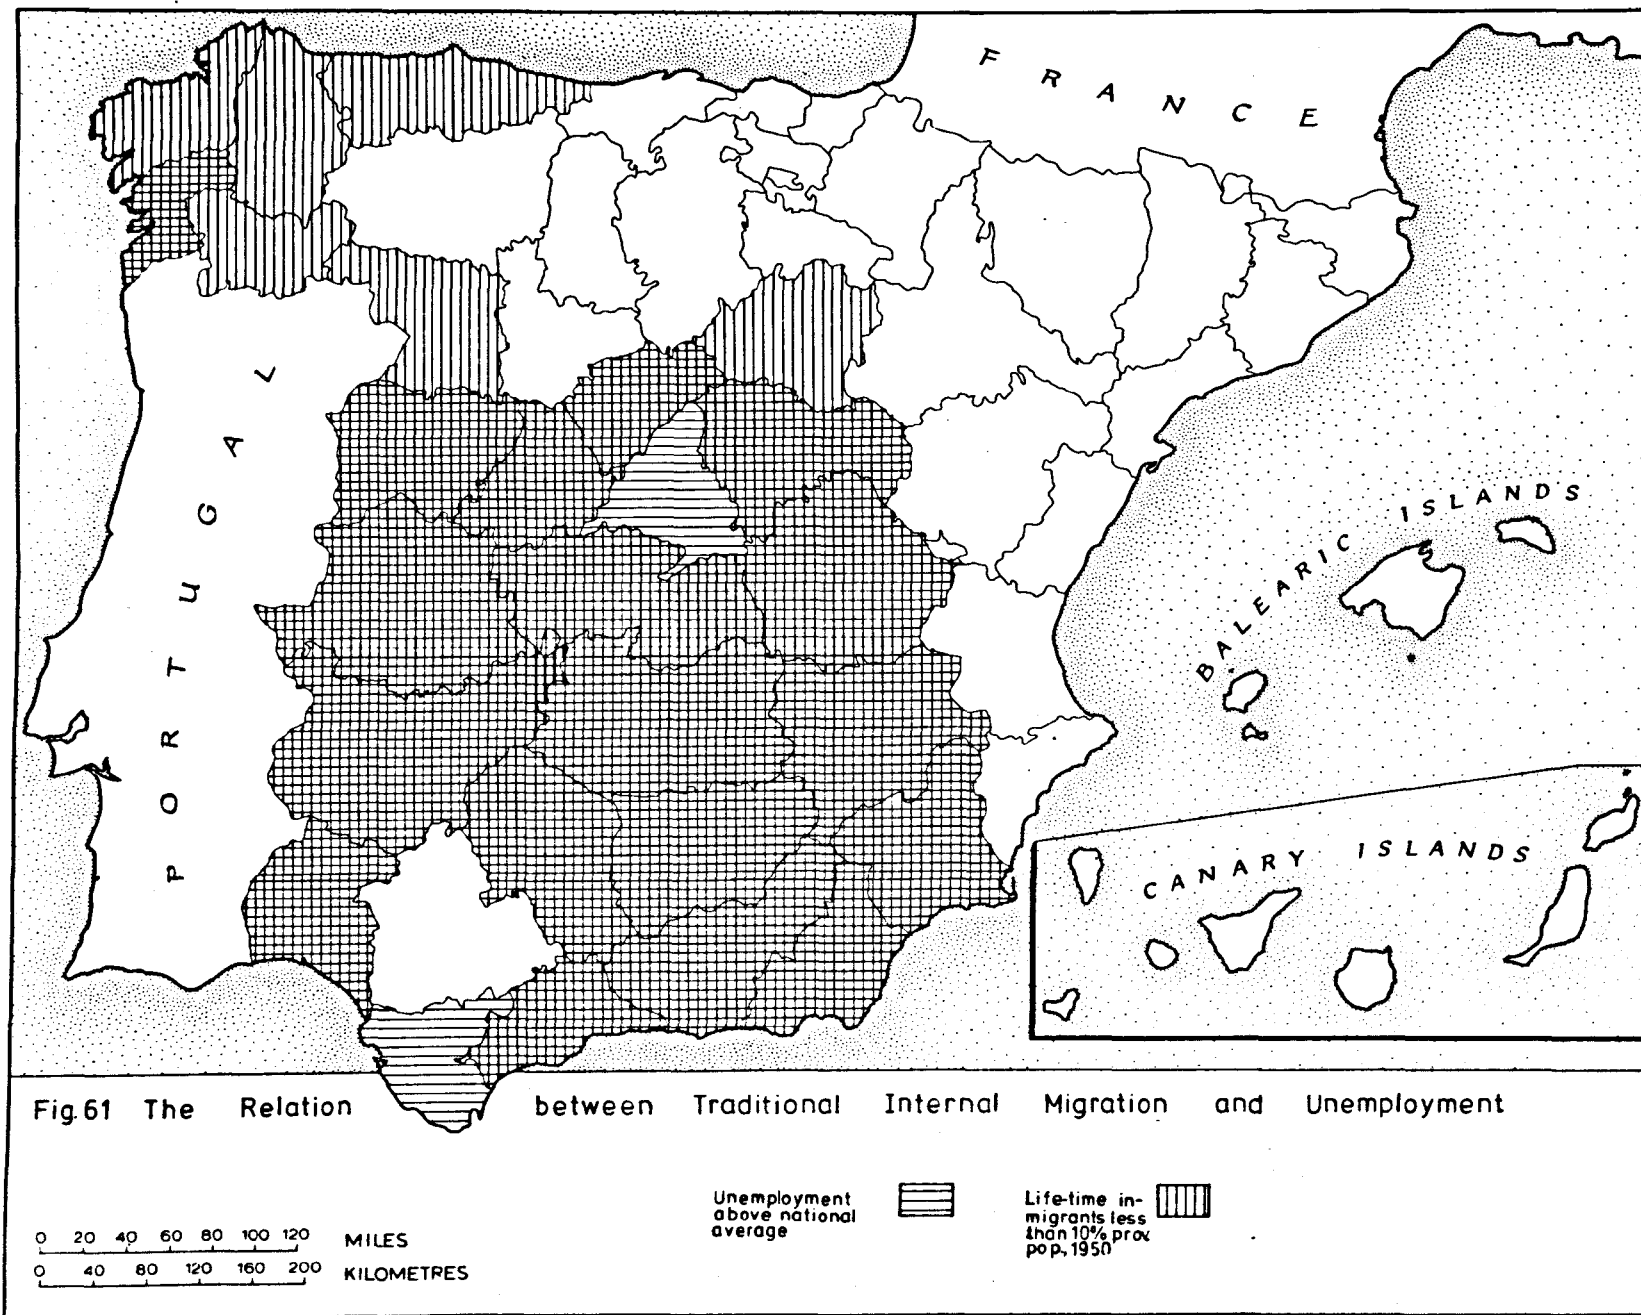 FRANCE
PORTUGAL
BALEARIC ISLANDS
CANARY ISLANDS
Fig.61 The Relation between Traditional Internal Migration and Unemployment
Unemployment
above national
average
Life-time in-
migrants less
than 10% prov
pop., 1950
0 20 40 60 80 100 120 MILES
0 40 80 120 160 200 KILOMETRES